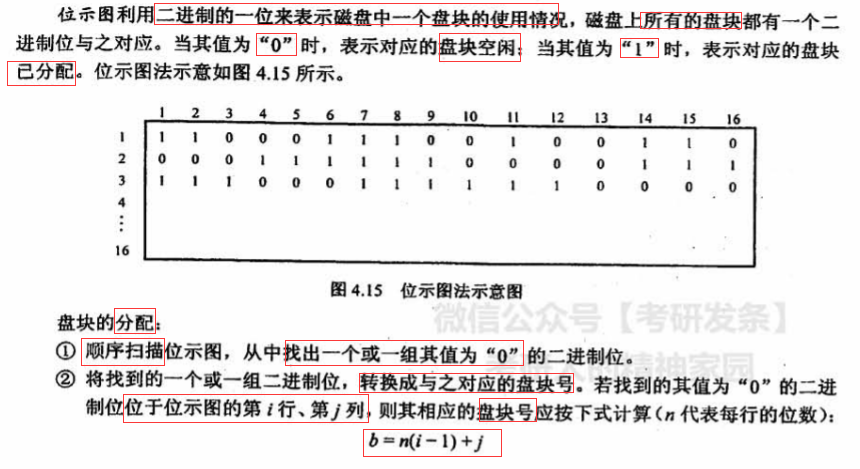 位示图利用二进制的一位来表示磁盘中一个盘块的使用情况，磁盘上所有的盘块都有一个二
进制位与之对应。当其值为“0”时，表示对应的盘块空闲；当其值为“1”时，表示对应的盘块
已分配。位示图法示意如图 4.15 所示。
1 2 3 4 5 6 7 8 9 10 11 12 13 14 15 16
1 1 1 0 0 0 1 1 1 0 0 1 0 0 1 1 0
2 0 0 0 1 1 1 1 1 1 0 0 0 0 1 1 1
3 1 1 1 0 0 0 1 1 1 1 1 1 0 0 0 0
4
⋮
16
图 4.15 位示图法示意图
微信公众号【考研发条】
盘块的分配：
① 顺序扫描位示图，从中找出一个或一组其值为“0”的二进制位。
考研人的精神家园
② 将找到的一个或一组二进制位，转换成与之对应的盘块号。若找到的其值为“0”的二进
制位位于位示图的第 i 行、第 j 列，则其相应的盘块号应按下式计算（n 代表每行的位数）：
b = n(i − 1) + j